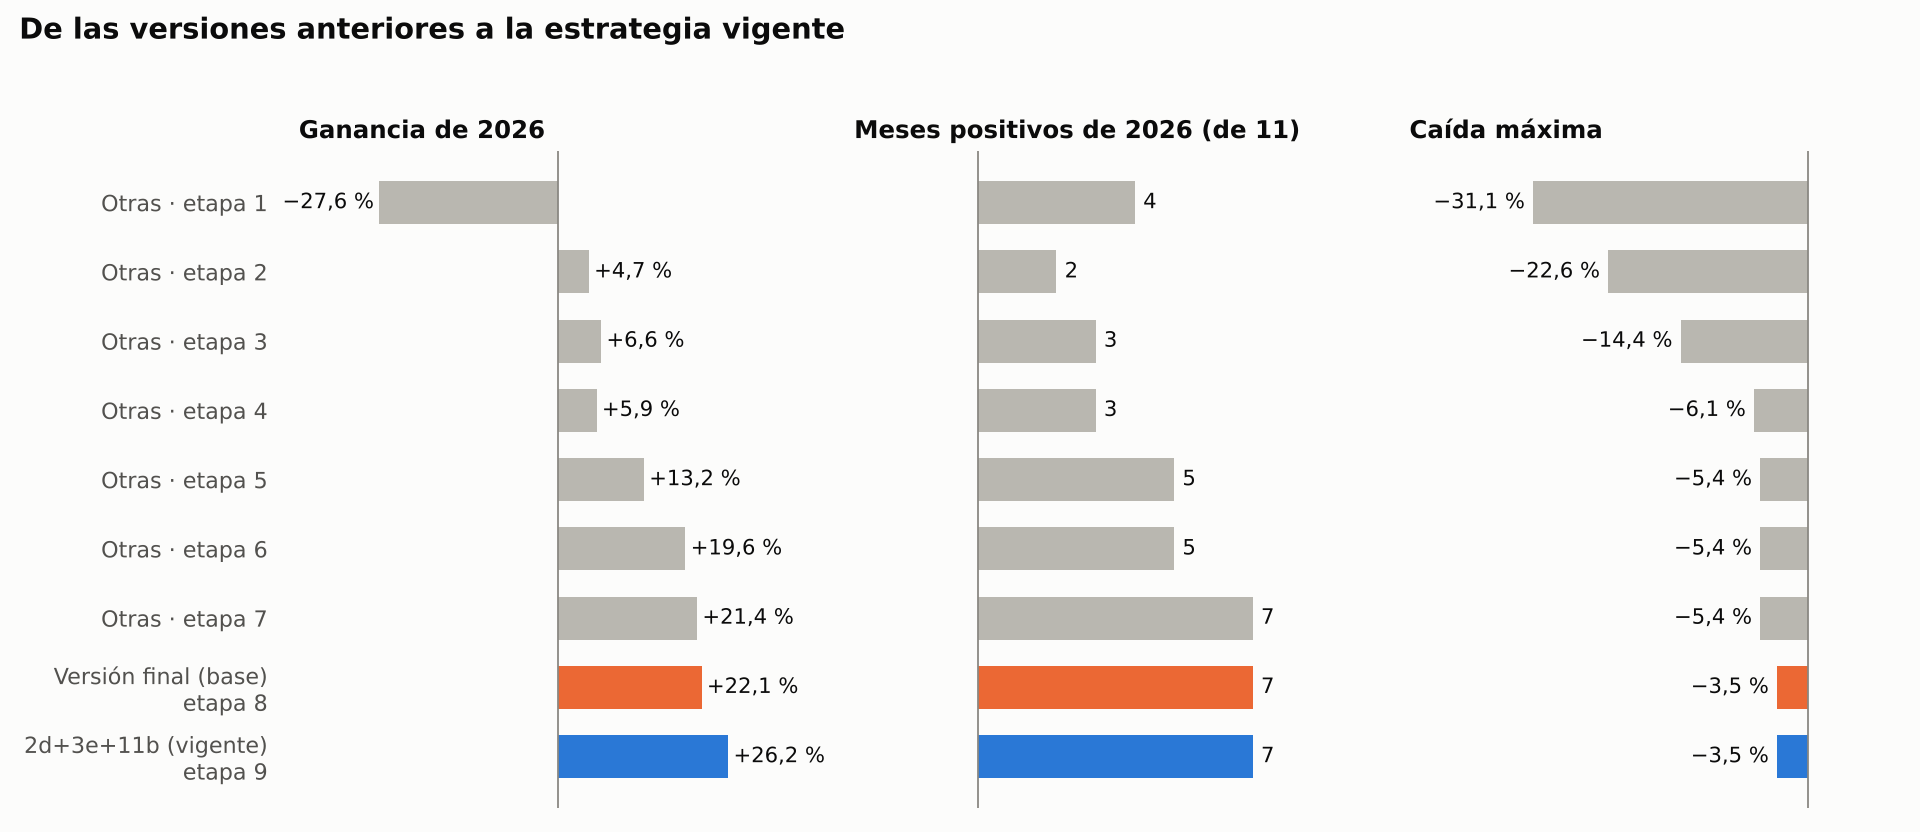 De las versiones anteriores a la estrategia vigente
Ganancia de 2026
Meses positivos de 2026 (de 11)
Caída máxima
Otras · etapa 1 −27,6 % 4 −31,1 %
Otras · etapa 2 +4,7 % 2 −22,6 %
Otras · etapa 3 +6,6 % 3 −14,4 %
Otras · etapa 4 +5,9 % 3 −6,1 %
Otras · etapa 5 +13,2 % 5 −5,4 %
Otras · etapa 6 +19,6 % 5 −5,4 %
Otras · etapa 7 +21,4 % 7 −5,4 %
Versión final (base)
etapa 8
+22,1 % 7 −3,5 %
2d+3e+11b (vigente)
etapa 9
+26,2 % 7 −3,5 %